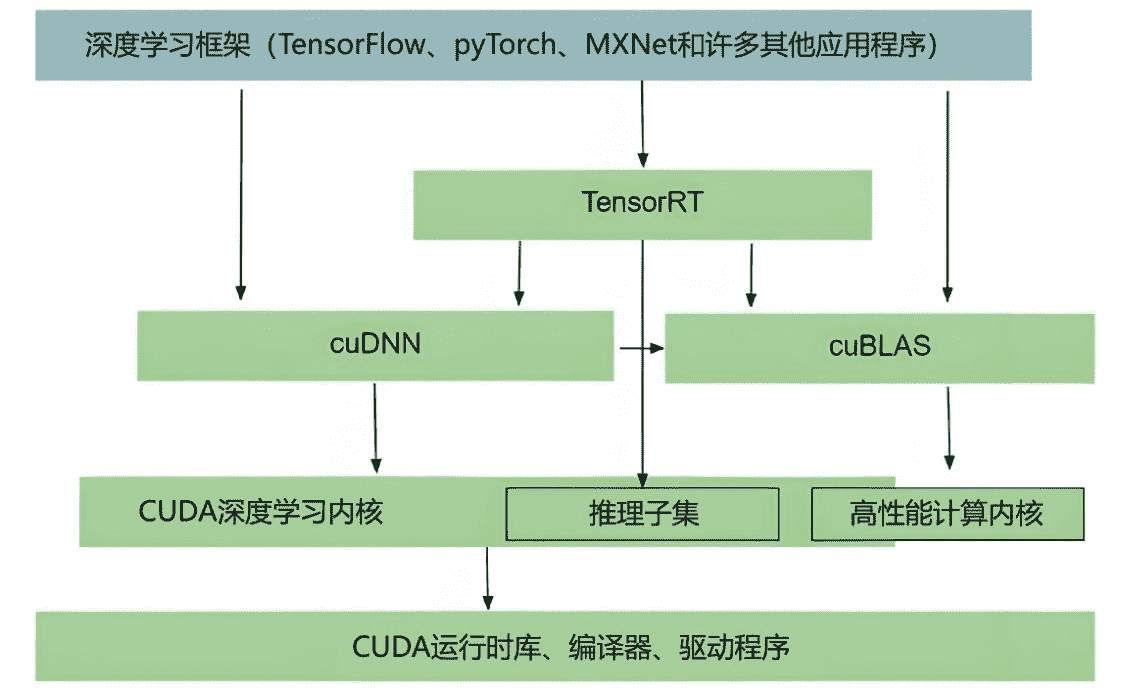 深度学习框架（TensorFlow、pyTorch、MXNet和许多其他应用程序）
TensorRT
cuDNN
cuBLAS
CUDA深度学习内核
推理子集
高性能计算内核
CUDA运行时库、编译器、驱动程序